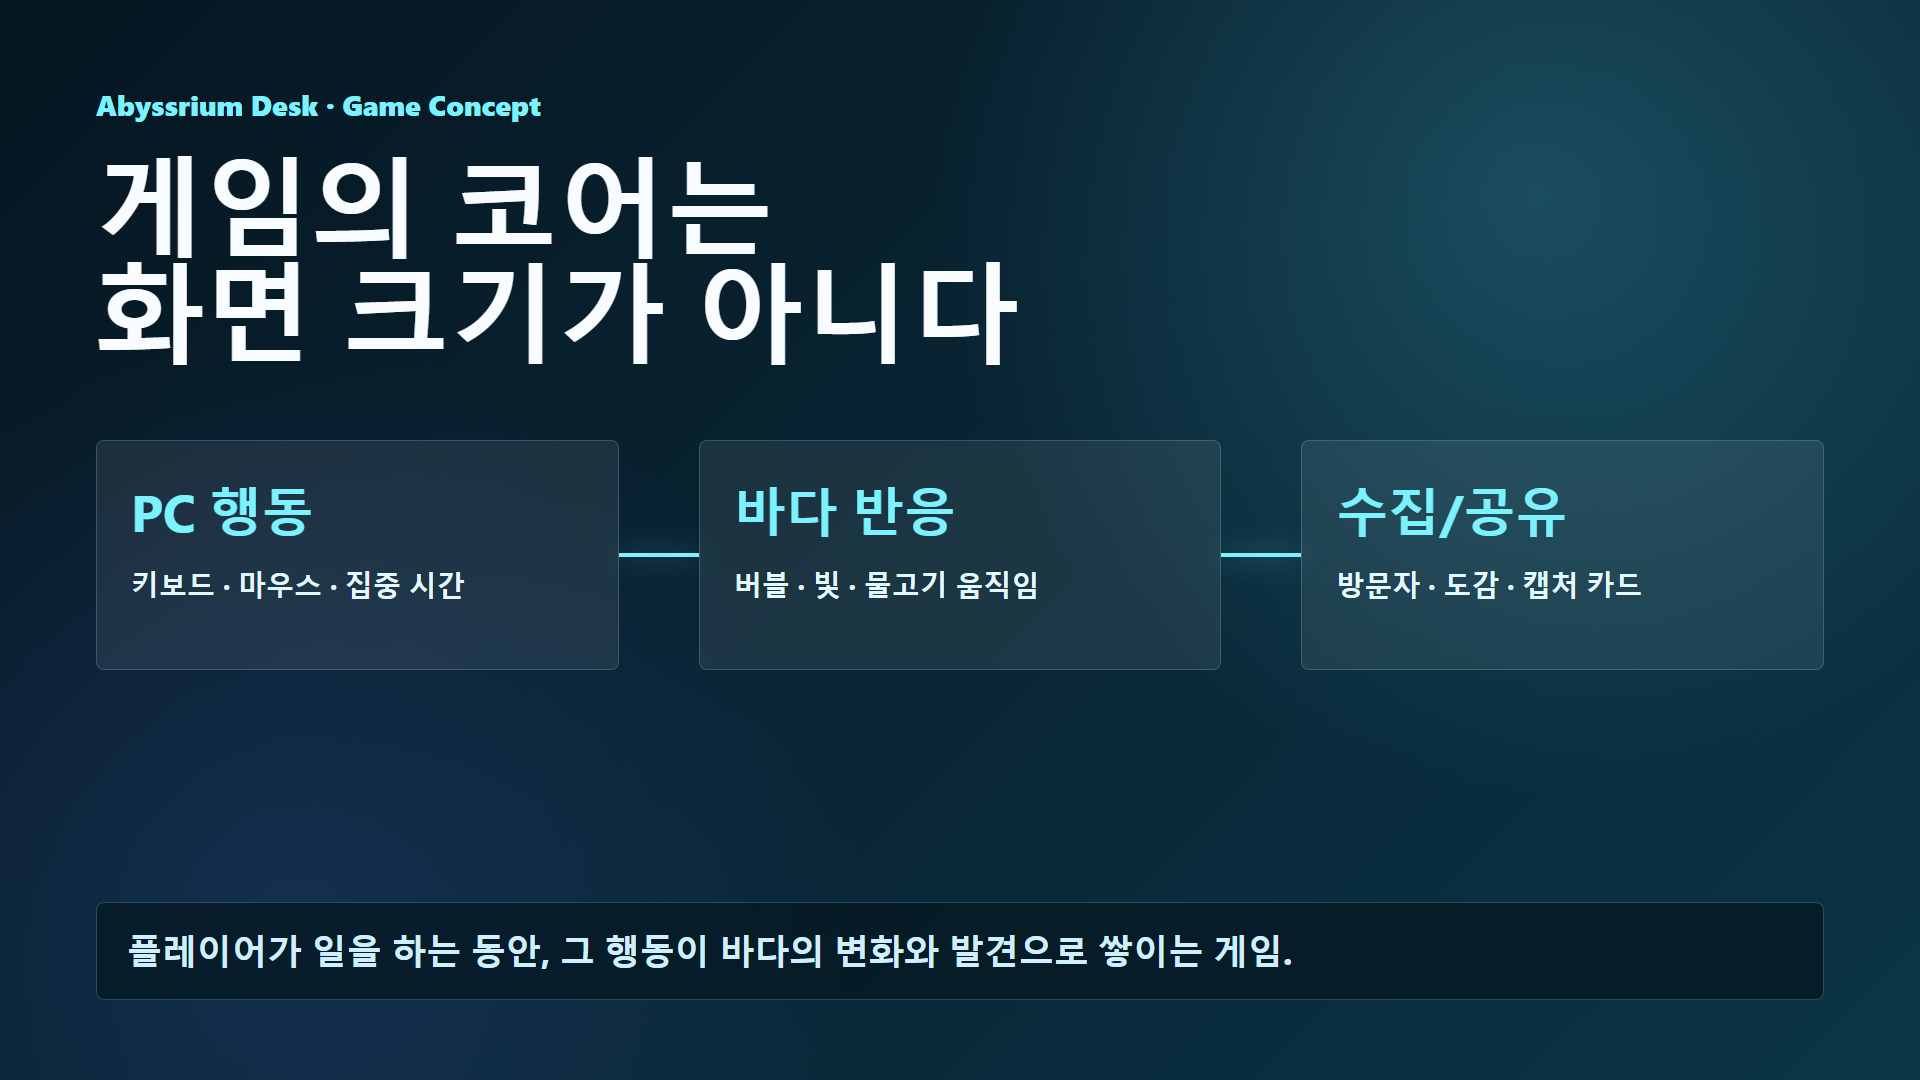 Abyssrium Desk · Game Concept
게임의 코어는
화면 크기가 아니다
PC 행동
키보드 · 마우스 · 집중 시간
바다 반응
버블 · 빛 · 물고기 움직임
수집/공유
방문자 · 도감 · 캡처 카드
플레이어가 일을 하는 동안, 그 행동이 바다의 변화와 발견으로 쌓이는 게임.